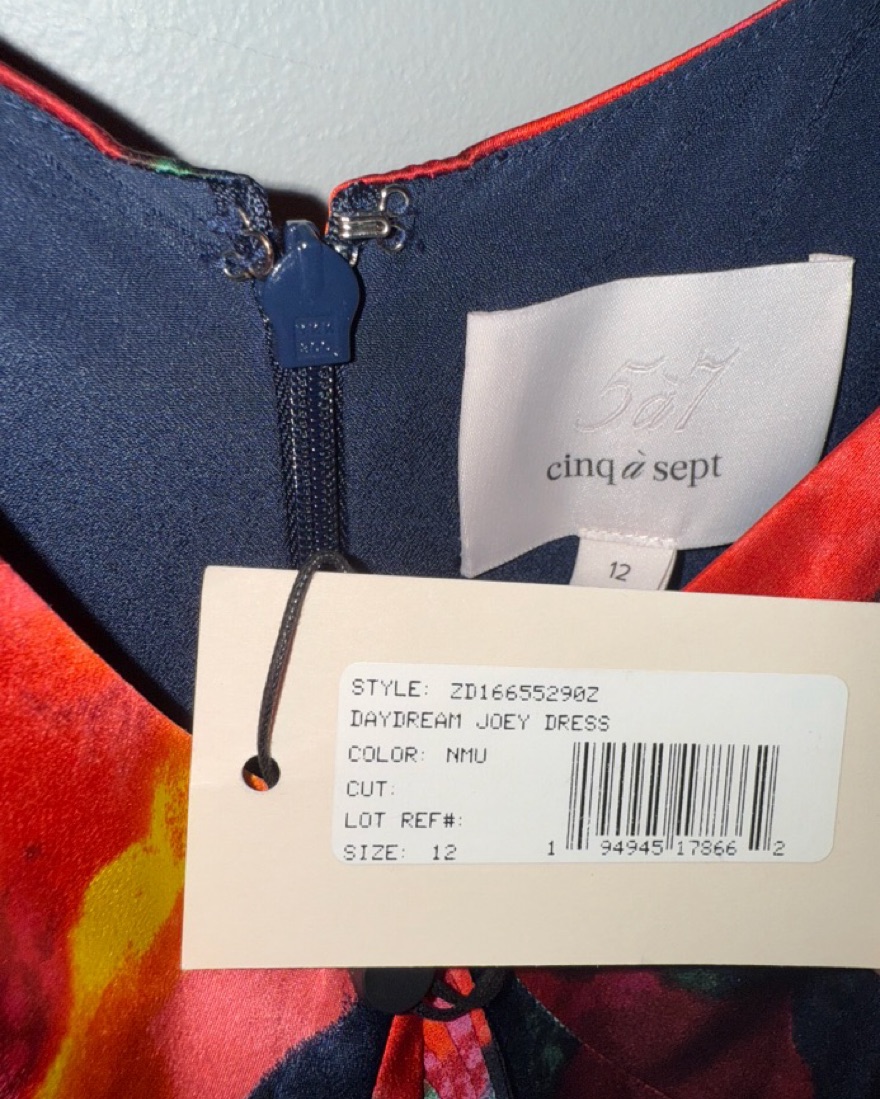 5à7
cinq à sept
12
STYLE: ZD16655290Z
DAYDREAM JOEY DRESS
COLOR: NMU
CUT:
LOT REF#:
SIZE: 12
1 94945 17866 2